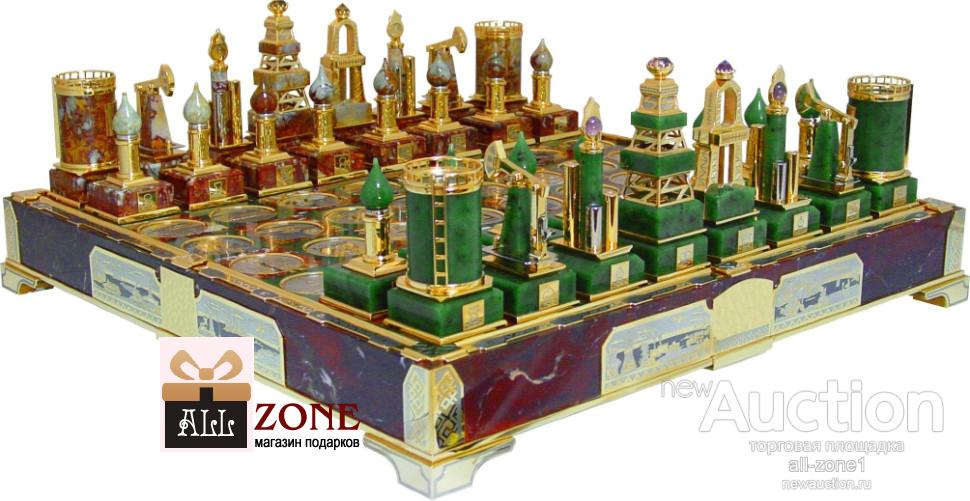 ALL ZONE
магазин подарков
newAuction
торговая площадка
all-zone1
newauction.ru